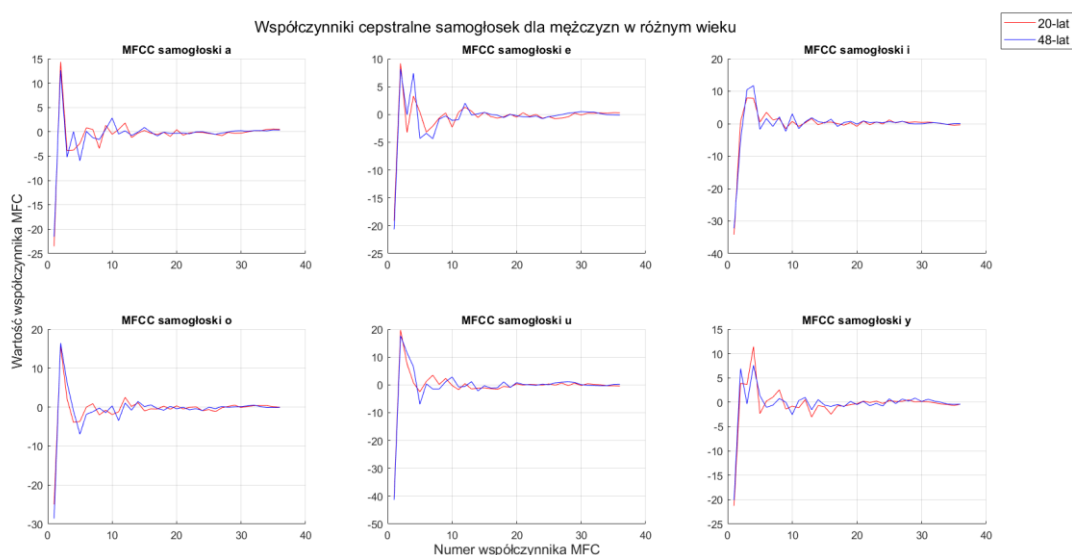 Współczynniki cepstralne samogłosek dla mężczyzn w różnym wieku
20-lat
48-lat
MFCC samogłoski a
15
10
5
0
-5
-10
-15
-20
-25
0 10 20 30 40
MFCC samogłoski e
10
5
0
-5
-10
-15
-20
-25
0 10 20 30 40
MFCC samogłoski i
20
10
0
-10
-20
-30
-40
0 10 20 30 40
Wartość współczynnika MFC
MFCC samogłoski o
20
10
0
-10
-20
-30
0 10 20 30 40
MFCC samogłoski u
20
10
0
-10
-20
-30
-40
-50
0 10 20 30 40
MFCC samogłoski y
15
10
5
0
-5
-10
-15
-20
-25
0 10 20 30 40
Numer współczynnika MFC